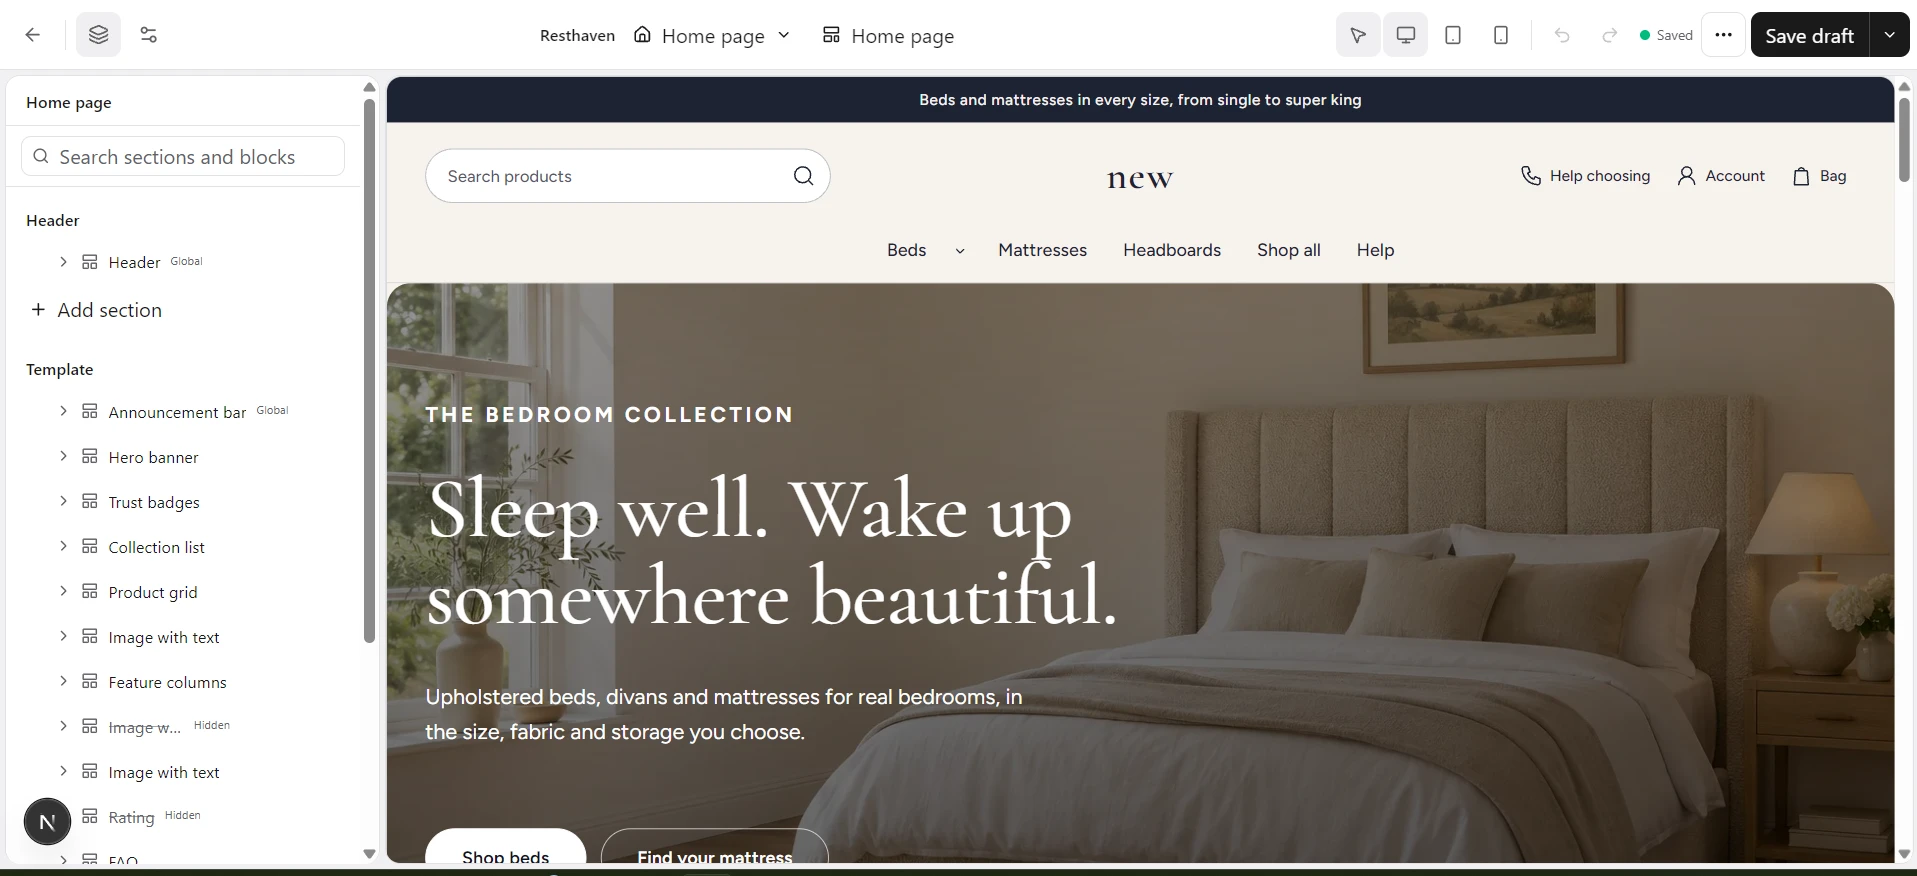 Resthaven
Home page
Home page
Saved
Save draft
Home page
Search sections and blocks
Header
Header Global
Add section
Template
Announcement bar Global
Hero banner
Trust badges
Collection list
Product grid
Image with text
Feature columns
Image w... Hidden
Image with text
Rating Hidden
FAQ
N
Beds and mattresses in every size, from single to super king
Search products
new
Help choosing
Account
Bag
Beds
Mattresses
Headboards
Shop all
Help
THE BEDROOM COLLECTION
Sleep well. Wake up
somewhere beautiful.
Upholstered beds, divans and mattresses for real bedrooms, in
the size, fabric and storage you choose.
Shop beds
Find your mattress